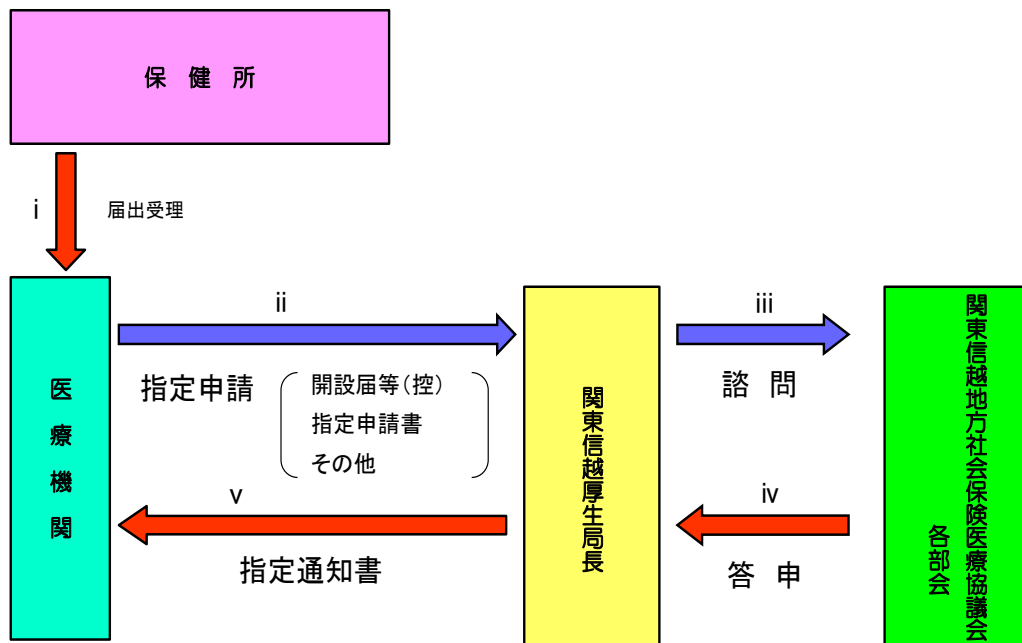 保 健 所
ⅰ
届出受理
医療機関
ⅱ
指定申請
開設届等(控)
指定申請書
その他
ⅴ
指定通知書
関東信越厚生局長
ⅲ
諮 問
ⅳ
答 申
関東信越地方社会保険医療協議会
各部会